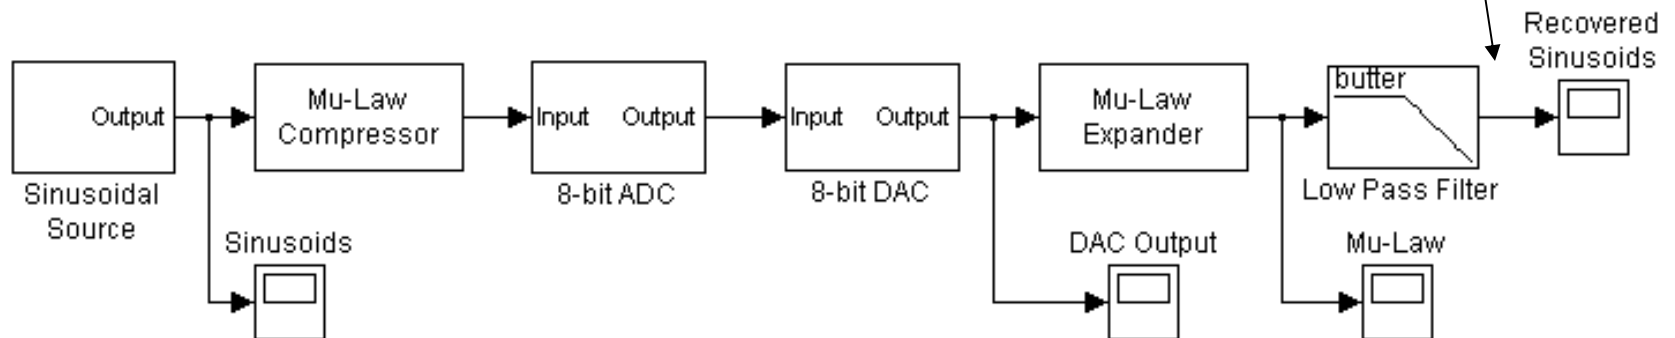 Recovered
Sinusoids
Output
Mu-Law
Compressor
Input Output
Input Output
Mu-Law
Expander
butter
Sinusoidal
Source
8-bit ADC
8-bit DAC
Low Pass Filter
Sinusoids
DAC Output
Mu-Law